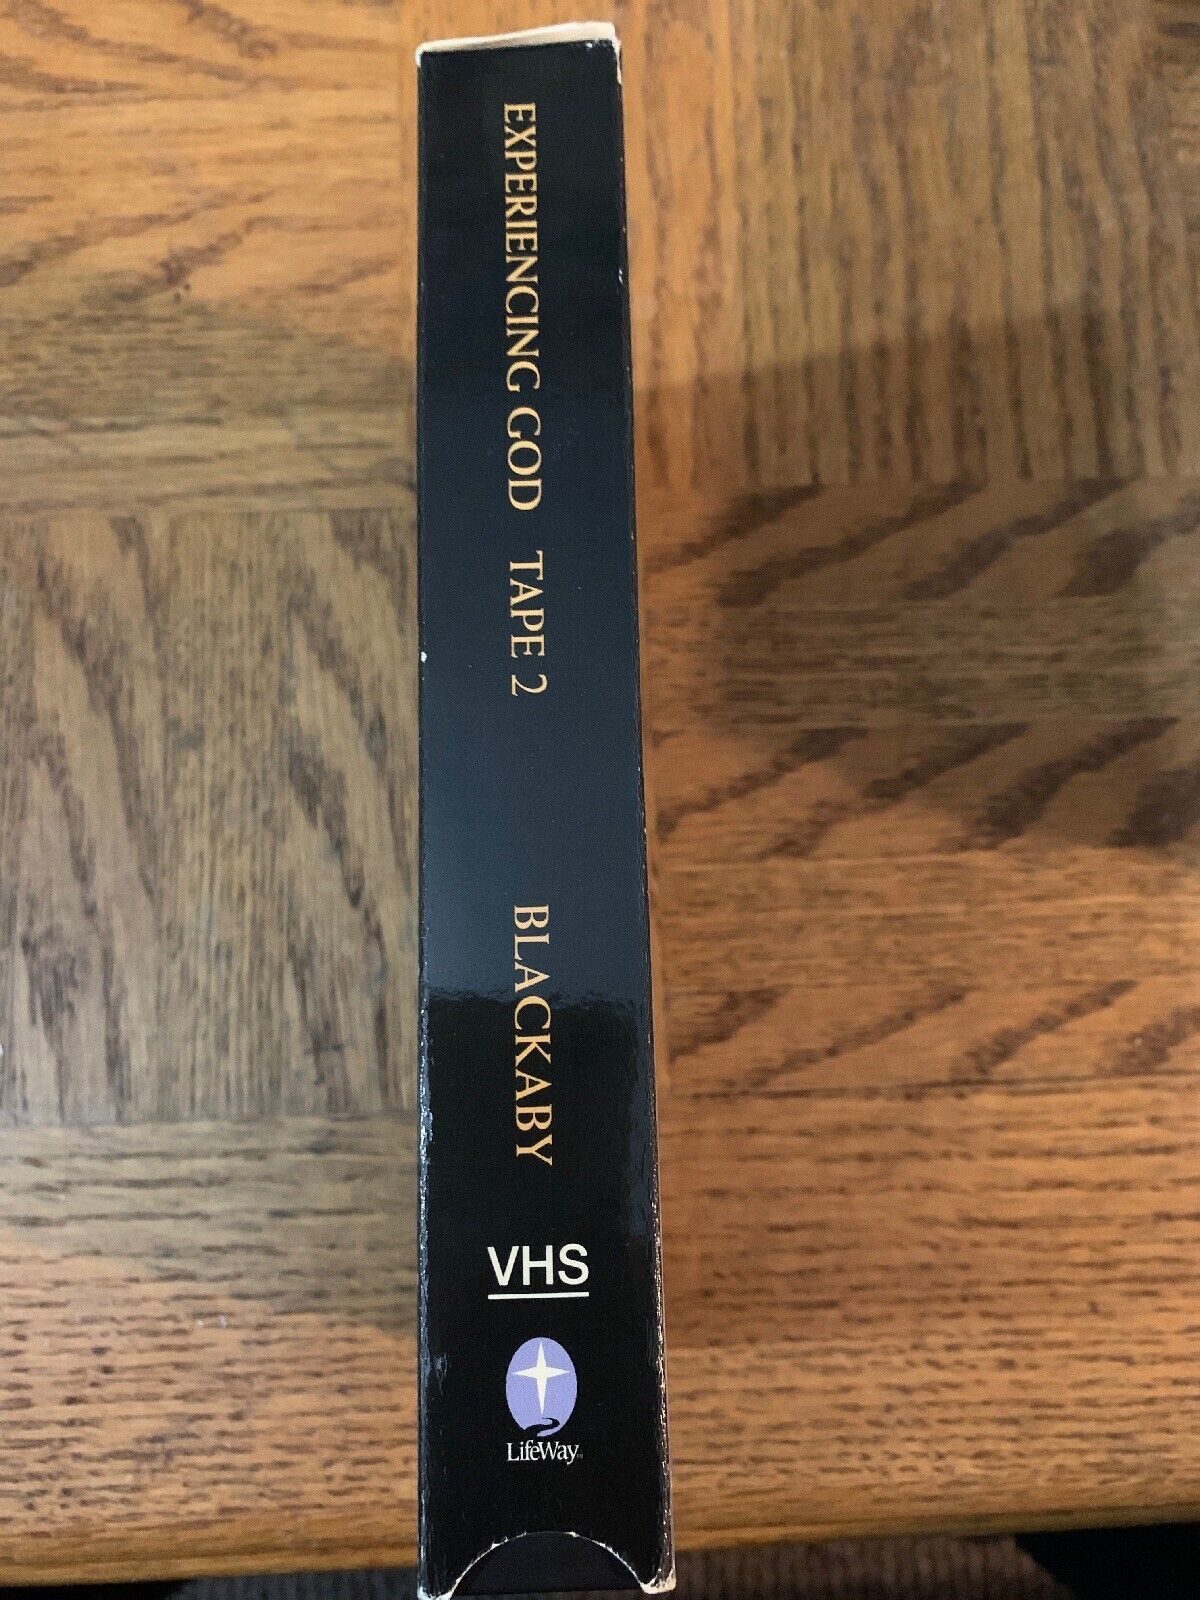 EXPERIENCING GOD TAPE 2
BLACKABY
VHS
LifeWay